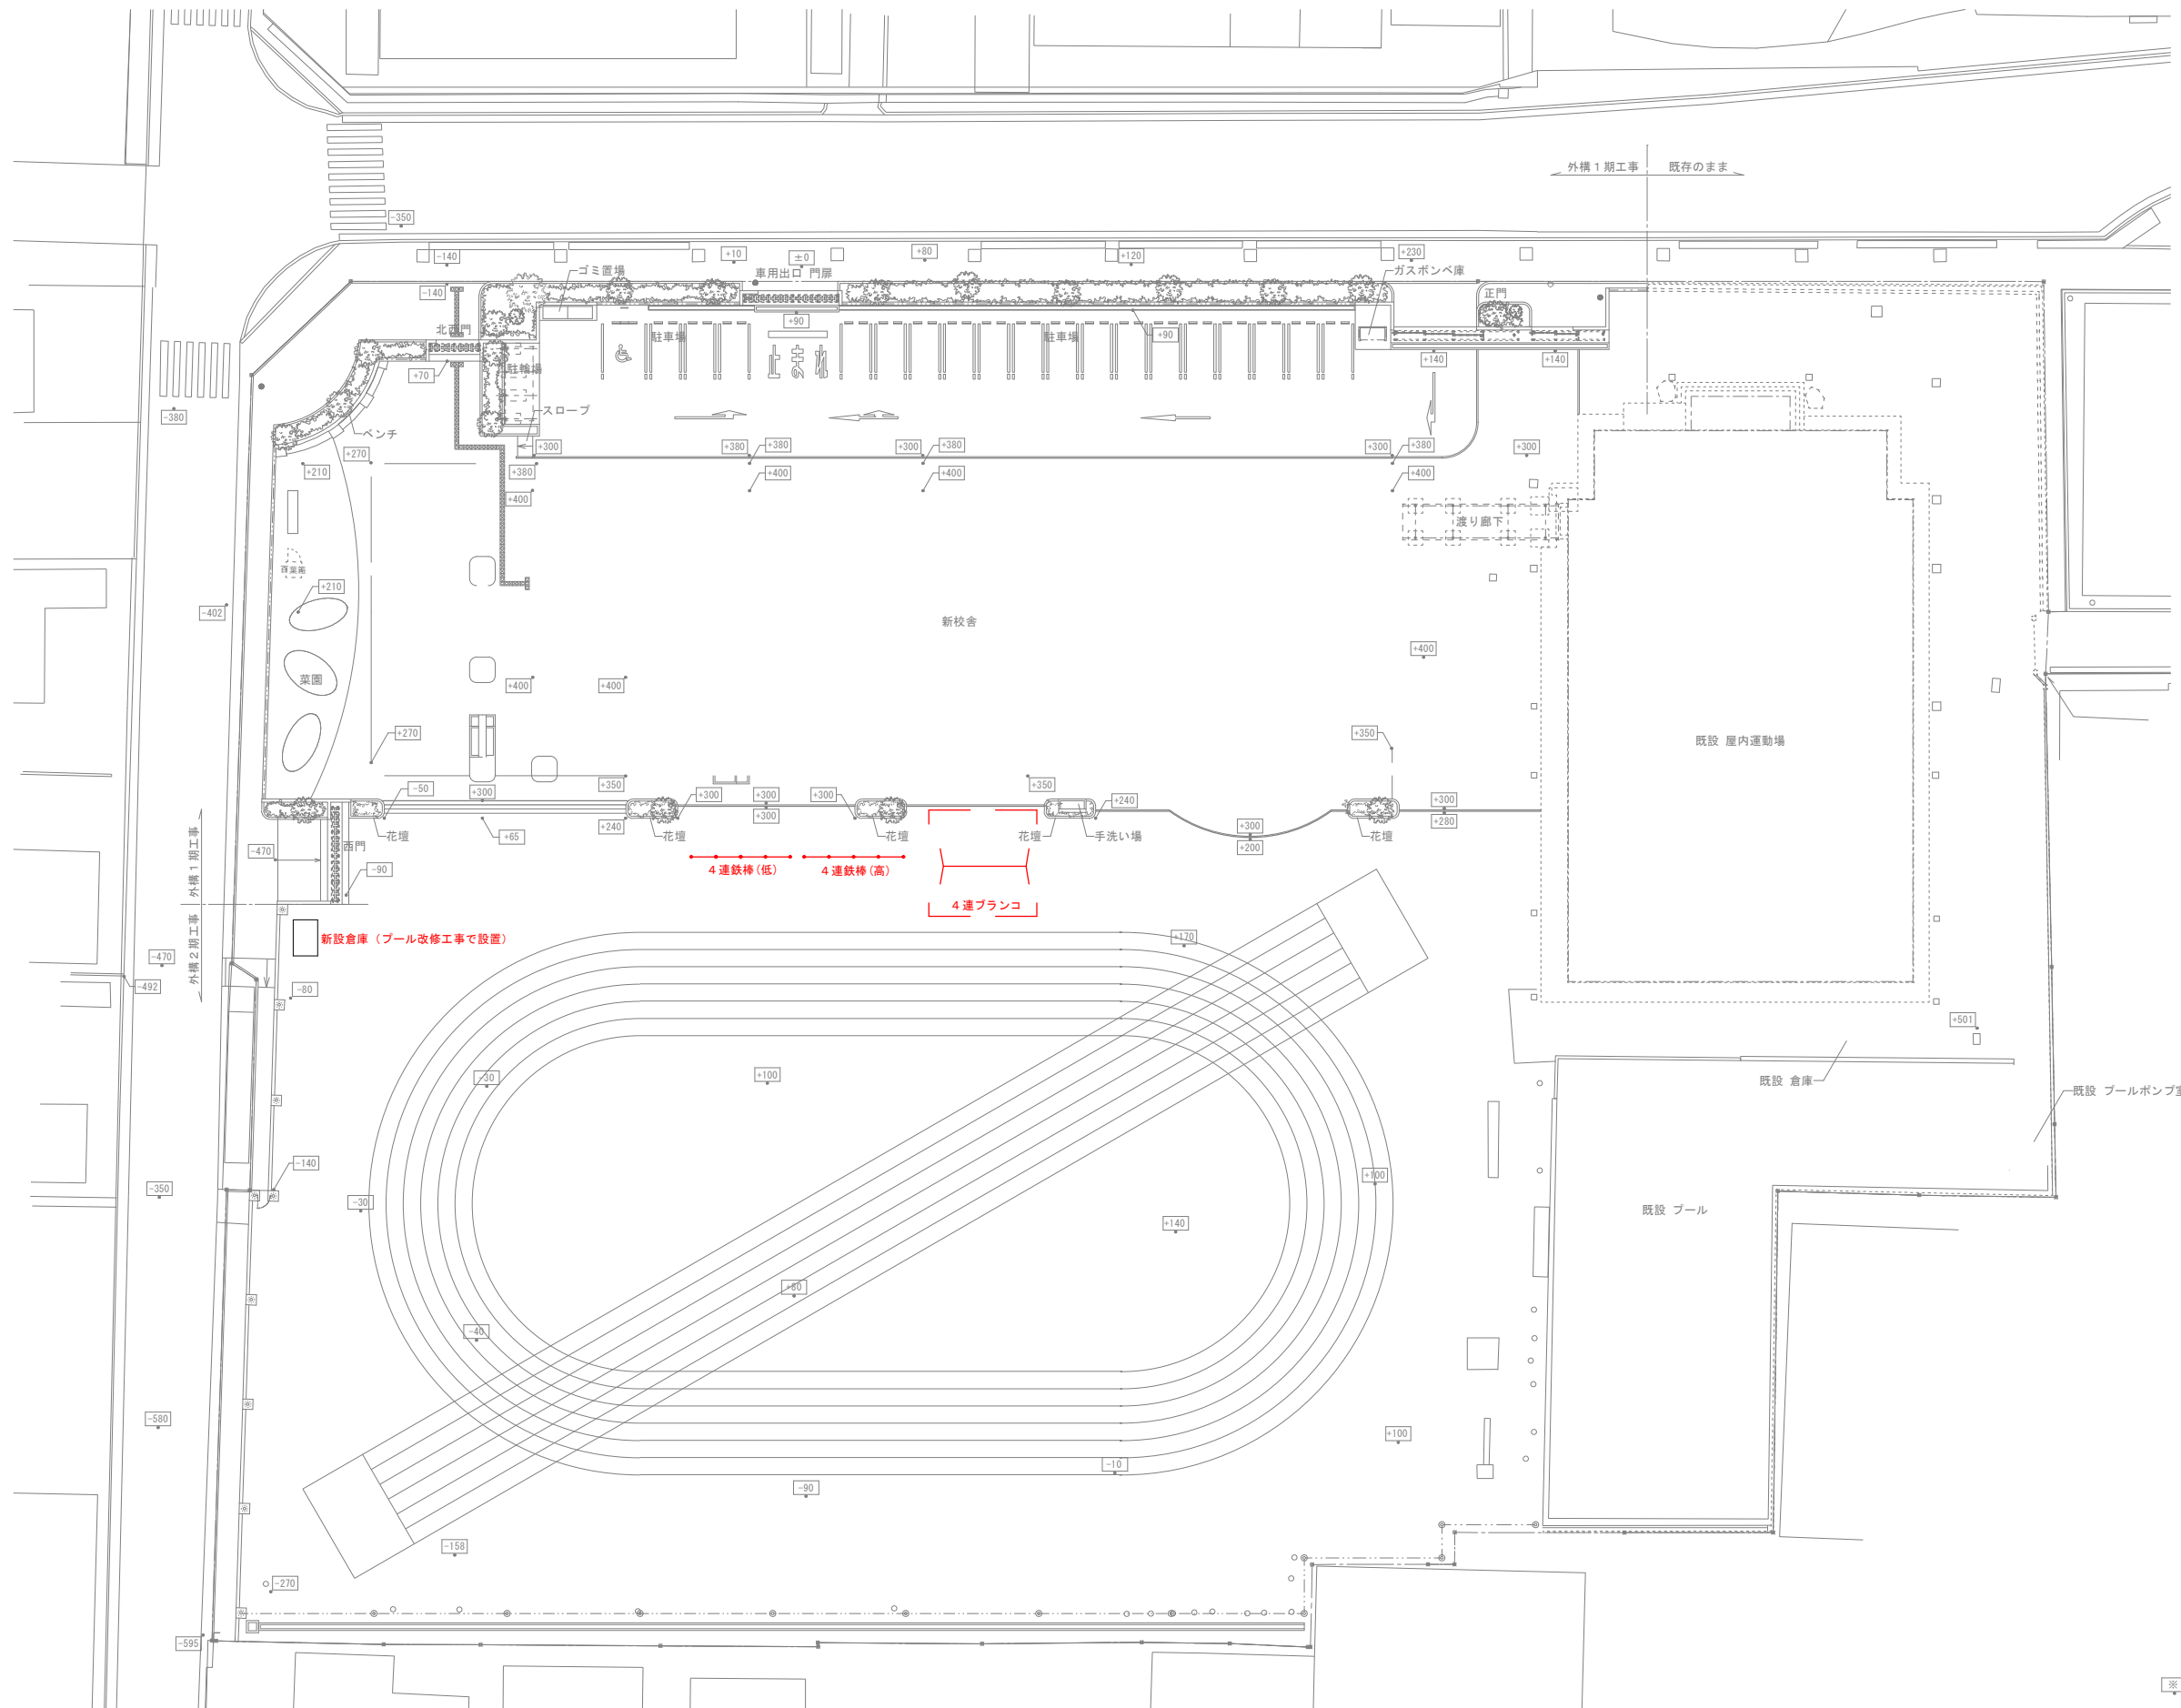 外構１期工事 既存のまま
-350
-140
+10
±0
+80
+120
+230
ゴミ置場
車用出口 門扉
ガスボンベ庫
-140
正門
北西門
+90
+90
駐車場
止まれ
駐車場
+140
+140
+70
駐輪場
-380
スロープ
ベンチ
+300
+380
+380
+300
+380
+300
+380
+300
+270
+210
+380
+400
+400
+400
+400
渡り廊下
百葉箱
+210
-402
新校舎
+400
菜園
+400
+400
+270
+350
既設 屋内運動場
+350
+350
-50
+300
+300
+300
+300
+240
+300
+300
+300
+65
+240
+280
+200
花壇
花壇
花壇
花壇
手洗い場
花壇
西門
-470
-90
外構１期工事
外構２期工事
４連鉄棒(低)
４連鉄棒(高)
４連ブランコ
新設倉庫（プール改修工事で設置）
+170
-470
-492
-80
+501
-30
+100
既設 倉庫
既設 プールポンプ室
-140
-350
-30
+100
既設 プール
+140
+80
-40
-580
+100
-10
-90
-158
-270
-595
※